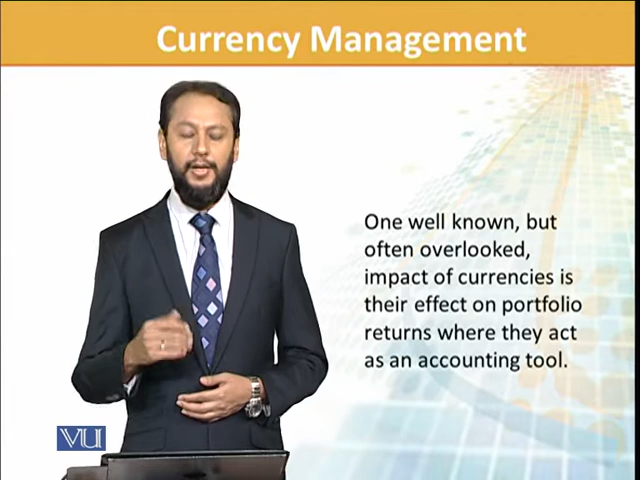 Currency Management
One well known, but
often overlooked,
impact of currencies is
their effect on portfolio
returns where they act
as an accounting tool.
VU